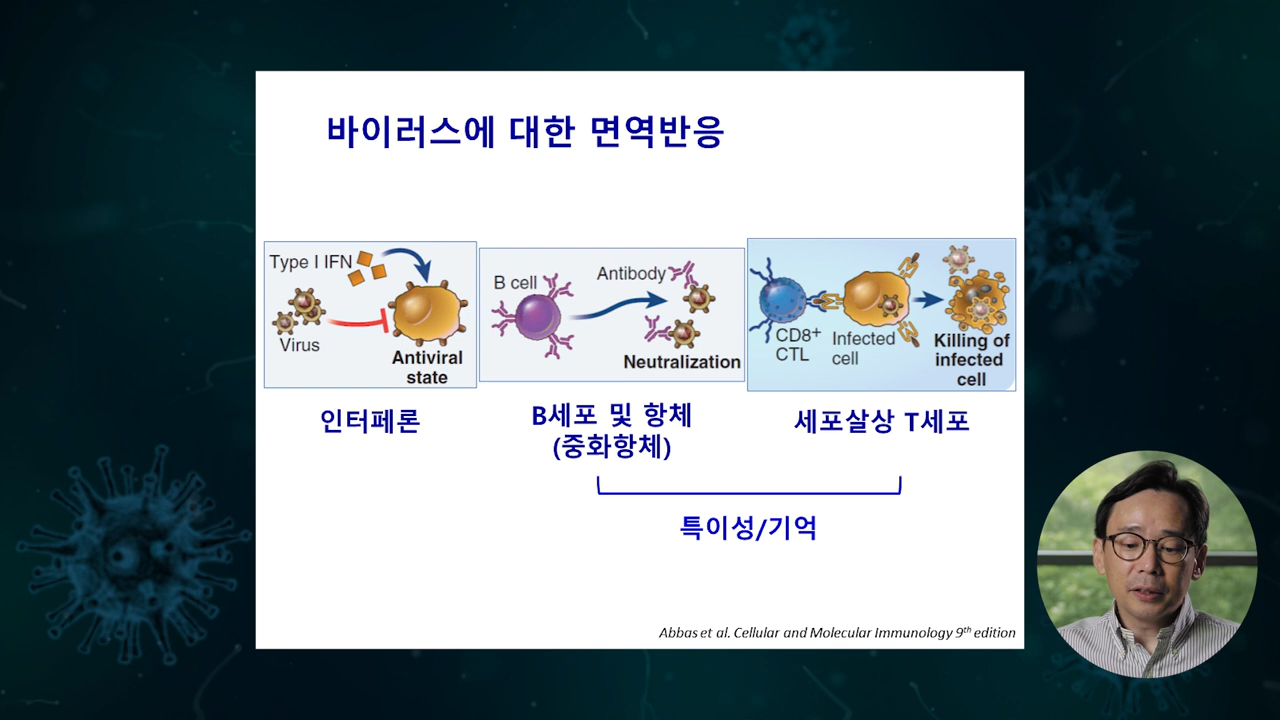 바이러스에 대한 면역반응
Type I IFN
Virus
Antiviral
state
B cell
Antibody
Neutralization
CD8+
CTL
Infected
cell
Killing of
infected
cell
인터페론
B세포 및 항체
(중화항체)
세포살상 T세포
특이성/기억
Abbas et al. Cellular and Molecular Immunology 9th edition